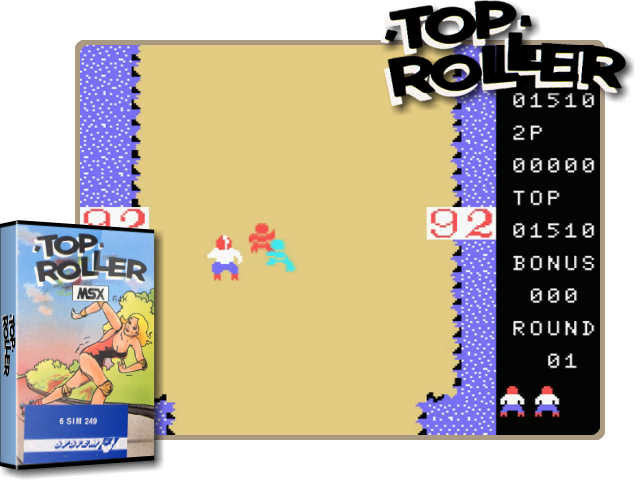 TOP
ROLLER
01510
2P
00000
TOP
01510
BONUS
000
ROUND
01
92
92
TOP
ROLLER
MSX
64K
6 SIM 249
TOP ROLLER